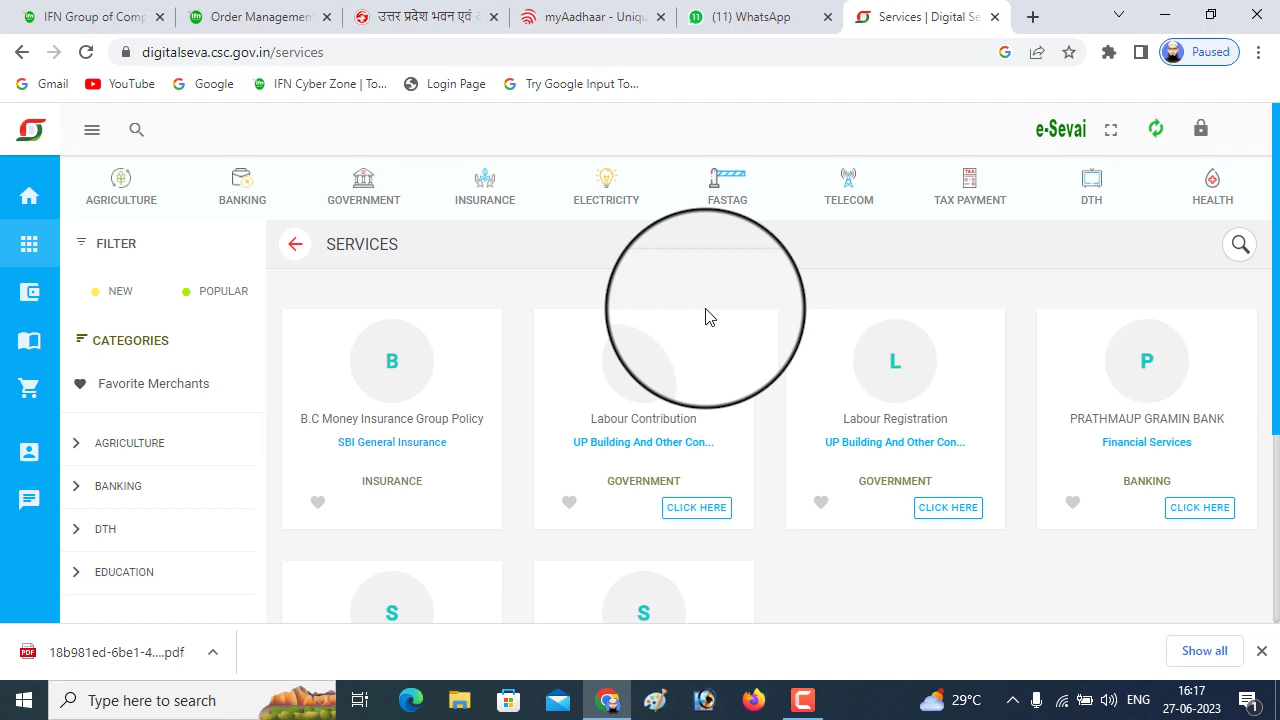 IFN Group of Comp
Order Management
उत्तर प्रदेश भवन एवं
myAadhaar - Uniqu
(11) WhatsApp
Services | Digital Se
digitalseva.csc.gov.in/services
Paused
Gmail
YouTube
Google
IFN Cyber Zone | To...
Login Page
Try Google Input To...
e-Sevai
AGRICULTURE
BANKING
GOVERNMENT
INSURANCE
ELECTRICITY
FASTAG
TELECOM
TAX PAYMENT
DTH
HEALTH
FILTER
SERVICES
NEW
POPULAR
CATEGORIES
Favorite Merchants
AGRICULTURE
BANKING
DTH
EDUCATION
B
B.C Money Insurance Group Policy
SBI General Insurance
INSURANCE
Labour Contribution
UP Building And Other Con...
GOVERNMENT
CLICK HERE
L
Labour Registration
UP Building And Other Con...
GOVERNMENT
CLICK HERE
P
PRATHMAUP GRAMIN BANK
Financial Services
BANKING
CLICK HERE
S
S
18b981ed-6be1-4....pdf
Show all
Type here to search
29°C
ENG
16:17
27-06-2023
1